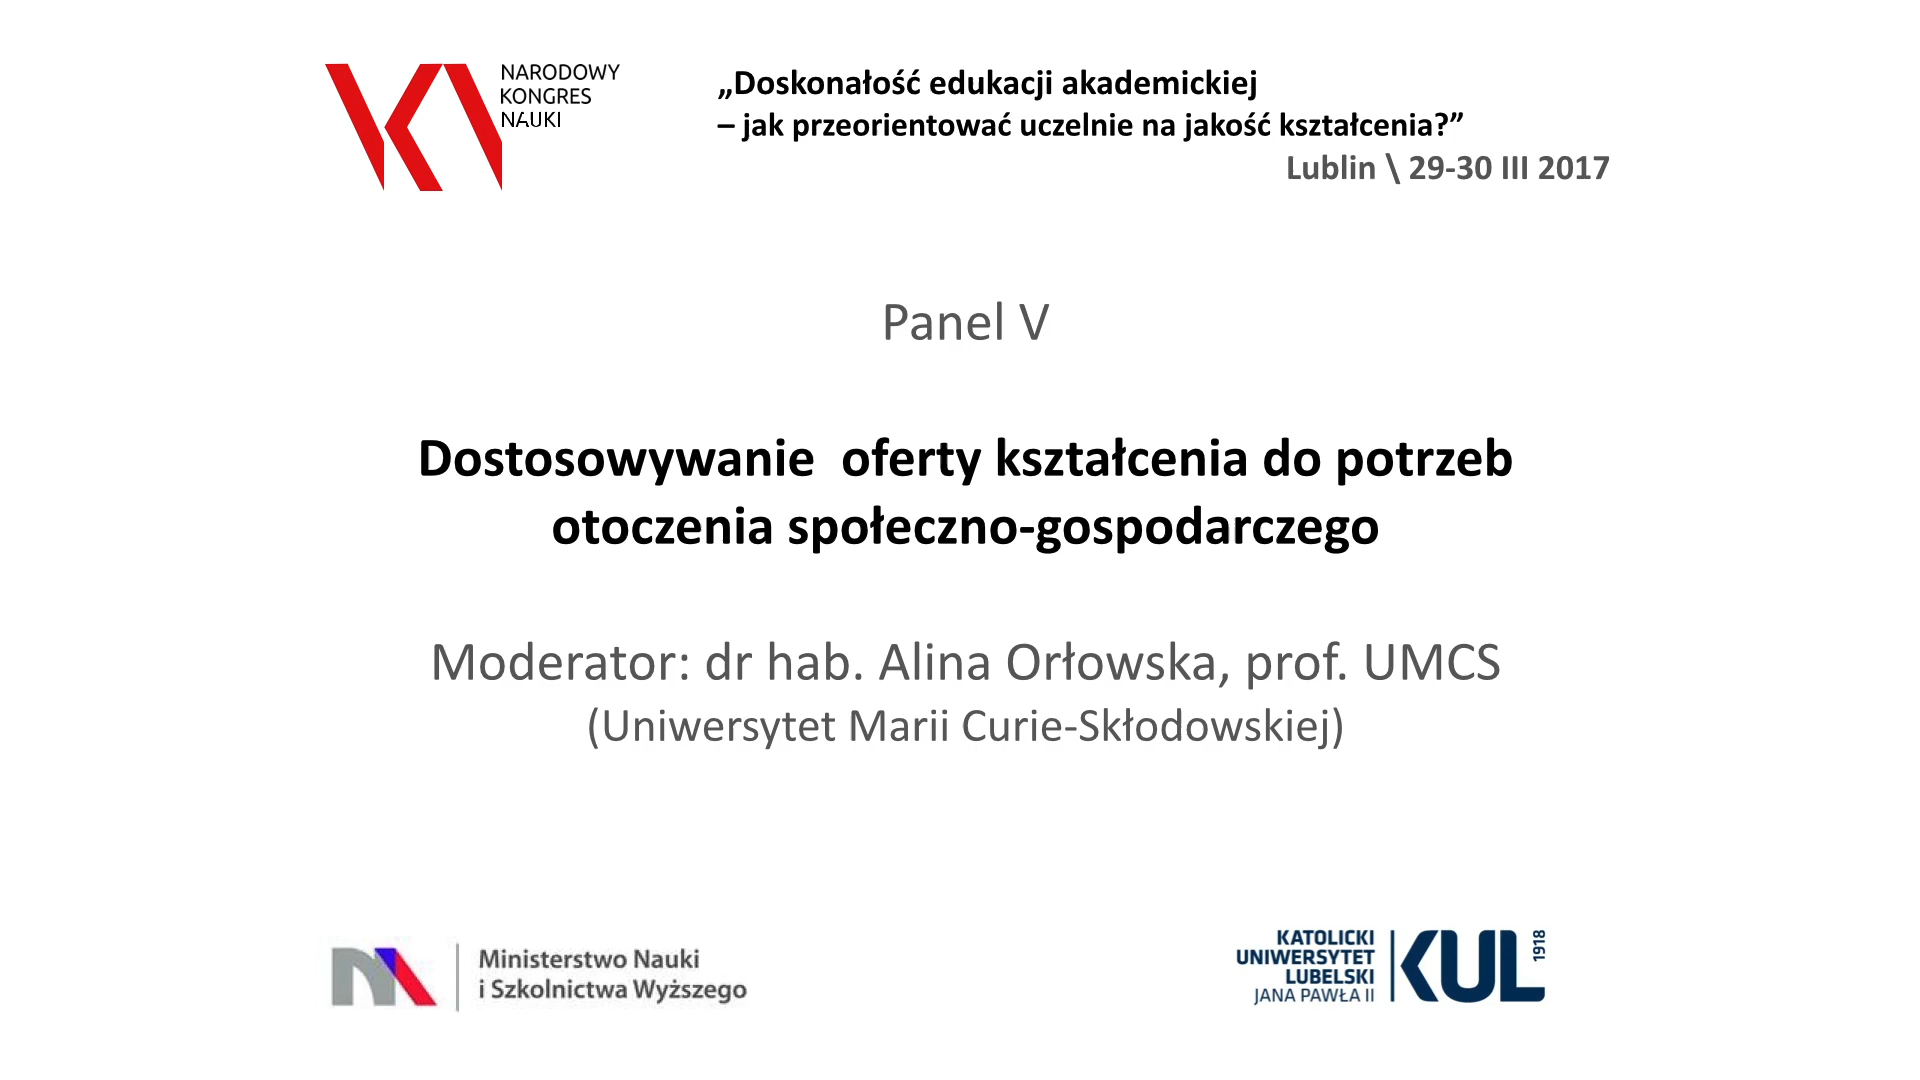 NARODOWY
KONGRES
NAUKI
„Doskonałość edukacji akademickiej
– jak przeorientować uczelnie na jakość kształcenia?”
Lublin \ 29-30 III 2017
Panel V
Dostosowywanie  oferty kształcenia do potrzeb
otoczenia społeczno-gospodarczego
Moderator: dr hab. Alina Orłowska, prof. UMCS
(Uniwersytet Marii Curie-Skłodowskiej)
Ministerstwo Nauki
i Szkolnictwa Wyższego
KATOLICKI
UNIWERSYTET
LUBELSKI
JANA PAWŁA II
KUL
1918